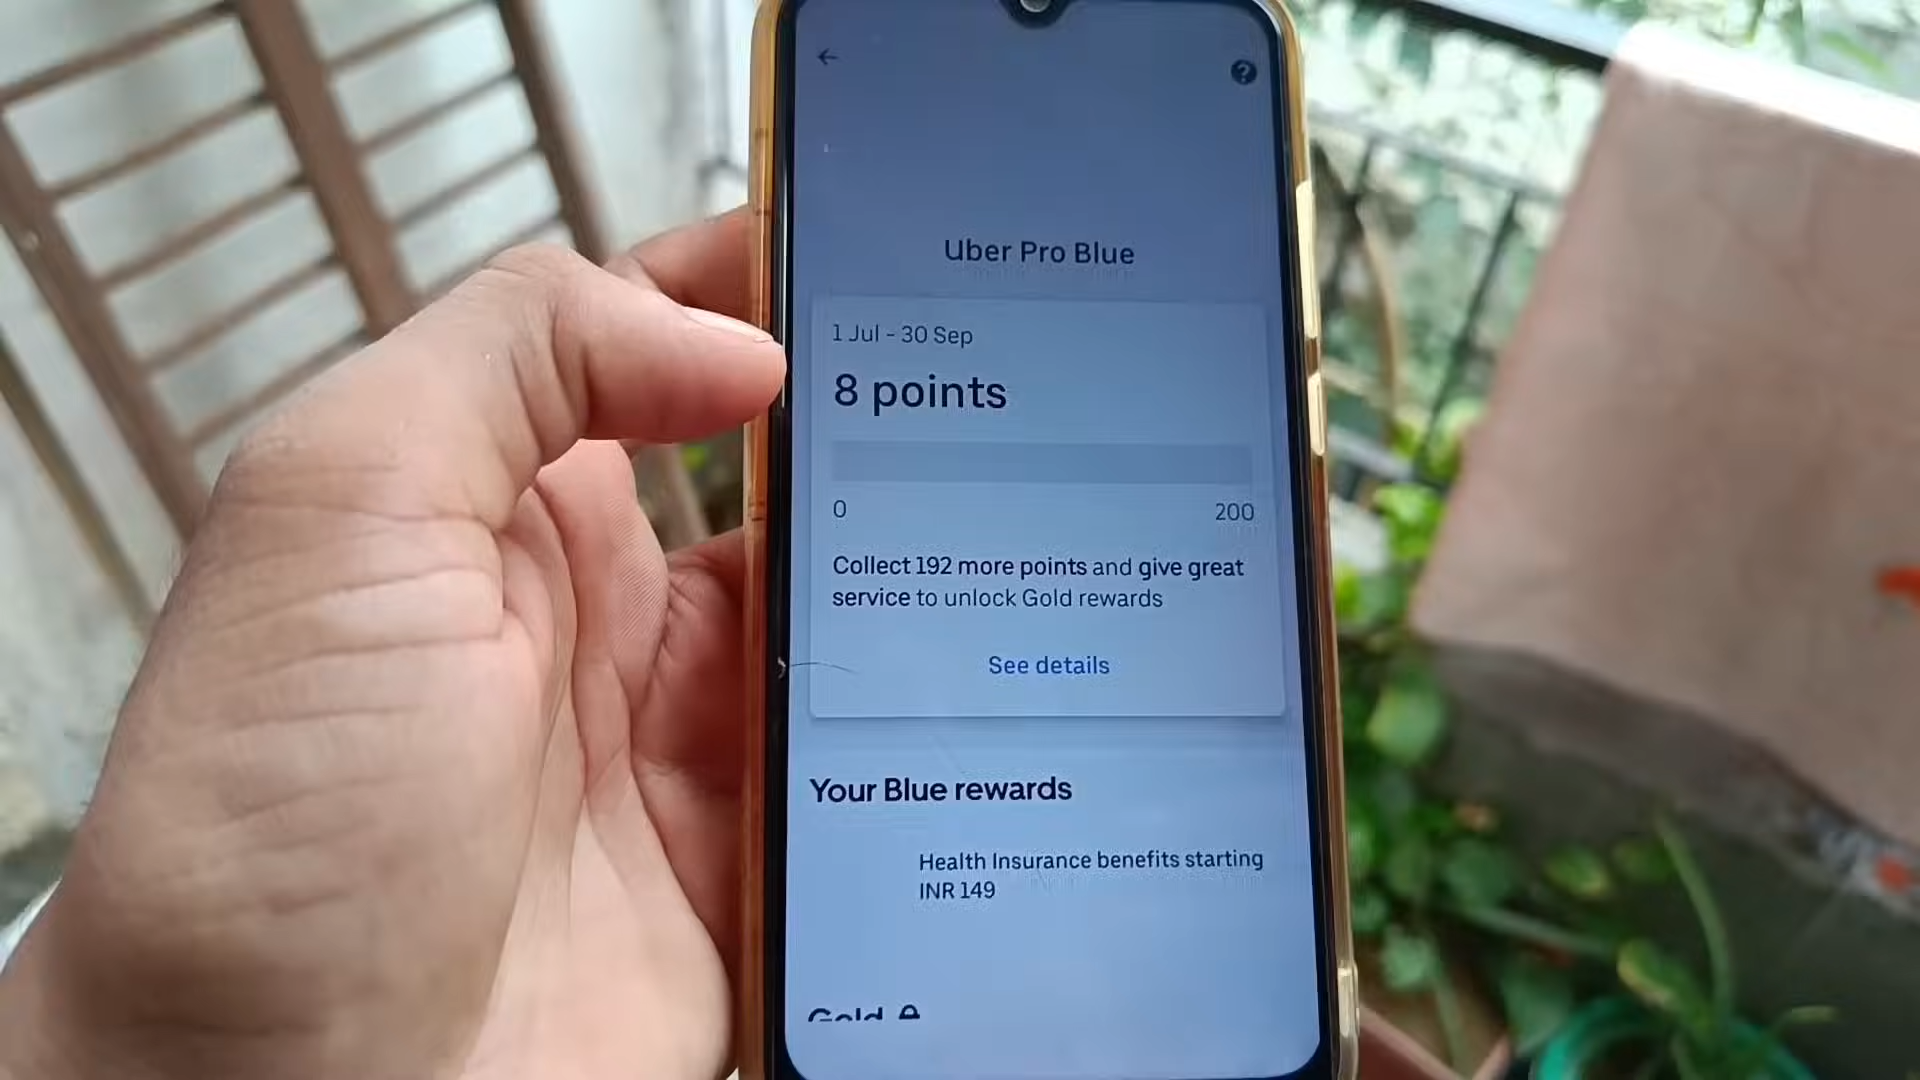 Uber Pro Blue
1 Jul - 30 Sep
8 points
0
200
Collect 192 more points and give great
service to unlock Gold rewards
See details
Your Blue rewards
Health Insurance benefits starting
INR 149
Gold